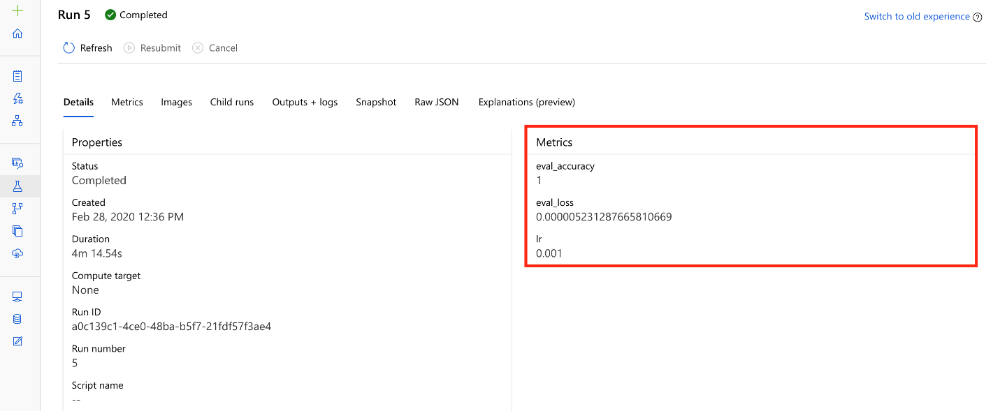 Run 5 Completed
Switch to old experience
Refresh Resubmit Cancel
Details Metrics Images Child runs Outputs + logs Snapshot Raw JSON Explanations (preview)
Properties
Status
Completed
Created
Feb 28, 2020 12:36 PM
Duration
4m 14.54s
Compute target
None
Run ID
a0c139c1-4ce0-48ba-b5f7-21fdf57f3ae4
Run number
5
Script name
--
Metrics
eval_accuracy
1
eval_loss
0.000005231287665810669
lr
0.001